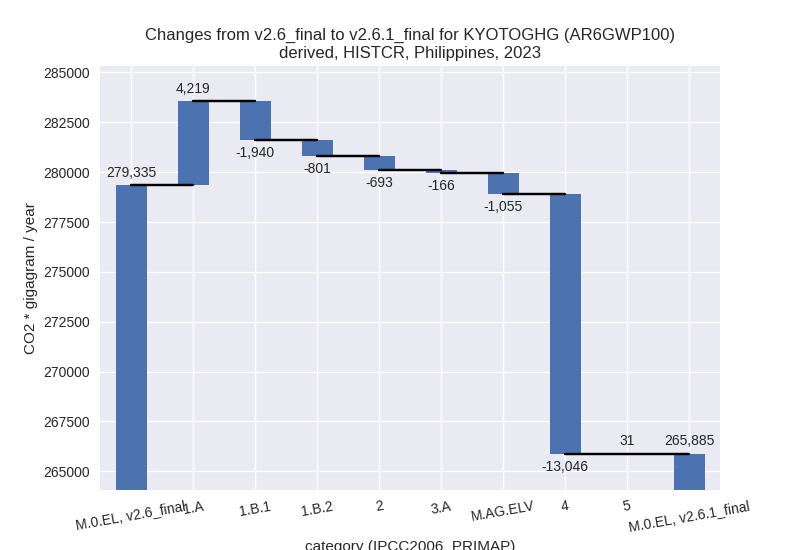 Changes from v2.6_final to v2.6.1_final for KYOTOGHG (AR6GWP100)
derived, HISTCR, Philippines, 2023
285000
282500
280000
277500
275000
272500
270000
267500
265000
CO2 * gigagram / year
279,335
4,219
-1,940
-801
-693
-166
-1,055
-13,046
31
265,885
M.0.EL, v2.6_final
1.A
1.B.1
1.B.2
2
3.A
M.AG.ELV
4
5
M.0.EL, v2.6.1_final
category (IPCC2006_PRIMAP)